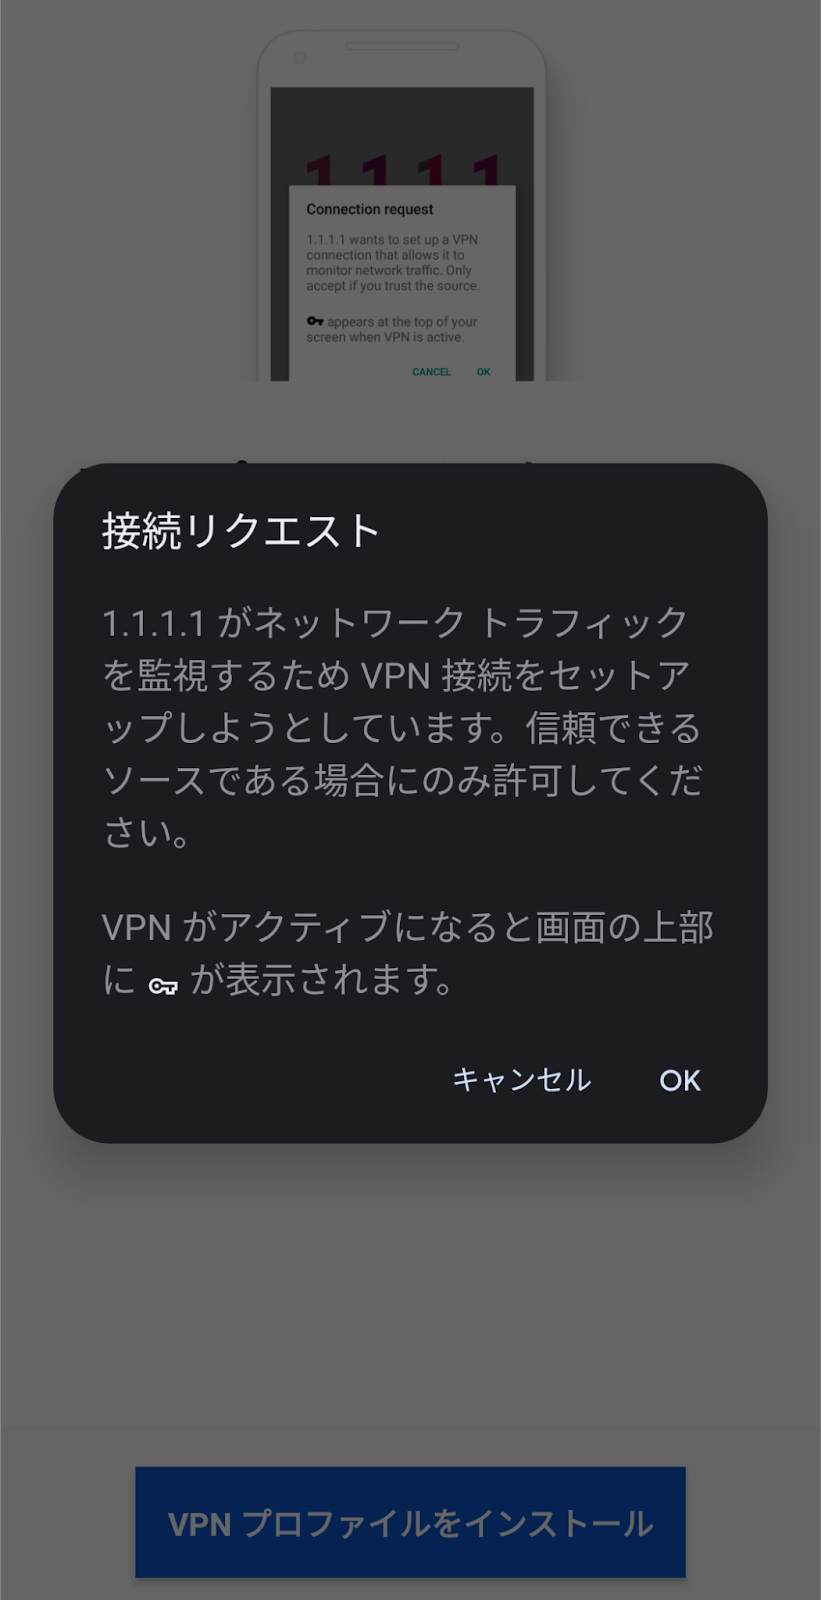 1.1.1.1
Connection request
1.1.1.1 wants to set up a VPN
connection that allows it to
monitor network traffic. Only
accept if you trust the source.
appears at the top of your
screen when VPN is active.
CANCEL OK
接続リクエスト
1.1.1.1 がネットワーク トラフィック
を監視するため VPN 接続をセットア
ップしようとしています。信頼できる
ソースである場合にのみ許可してくだ
さい。
VPN がアクティブになると画面の上部
に が表示されます。
キャンセル OK
VPN プロファイルをインストール